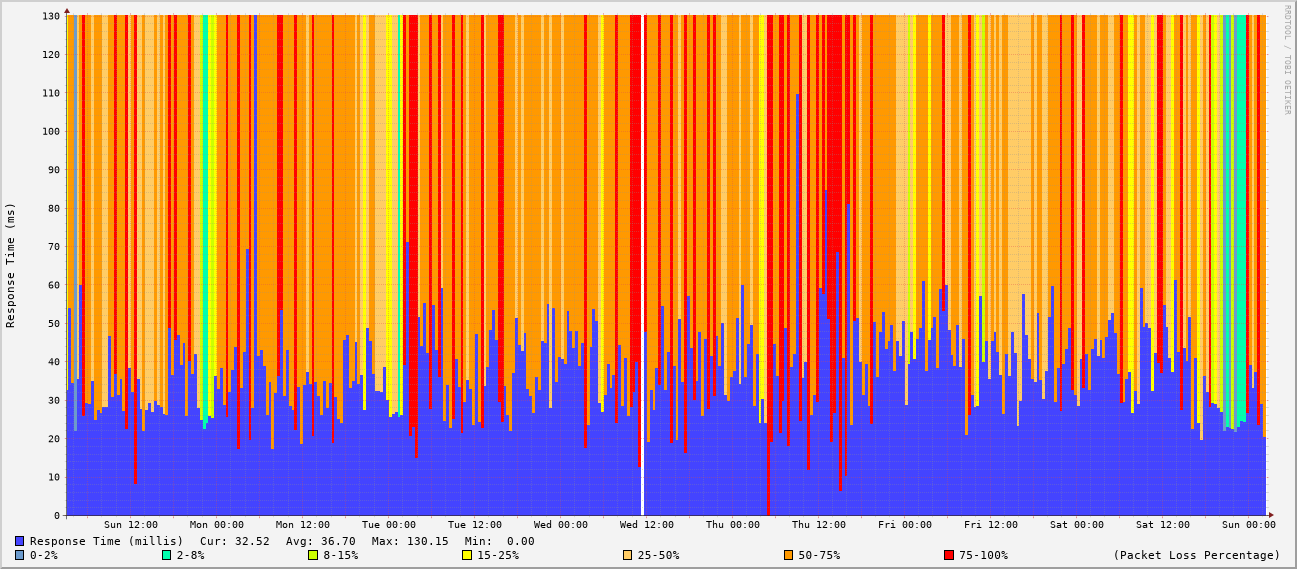 RRDTOOL / TOBI OETIKER
Response Time (ms)
130
120
110
100
90
80
70
60
50
40
30
20
10
0
Sun 12:00 Mon 00:00 Mon 12:00 Tue 00:00 Tue 12:00 Wed 00:00 Wed 12:00 Thu 00:00 Thu 12:00 Fri 00:00 Fri 12:00 Sat 00:00 Sat 12:00 Sun 00:00
Response Time (millis) Cur: 32.52 Avg: 36.70 Max: 130.15 Min: 0.00
0-2% 2-8% 8-15% 15-25% 25-50% 50-75% 75-100% (Packet Loss Percentage)